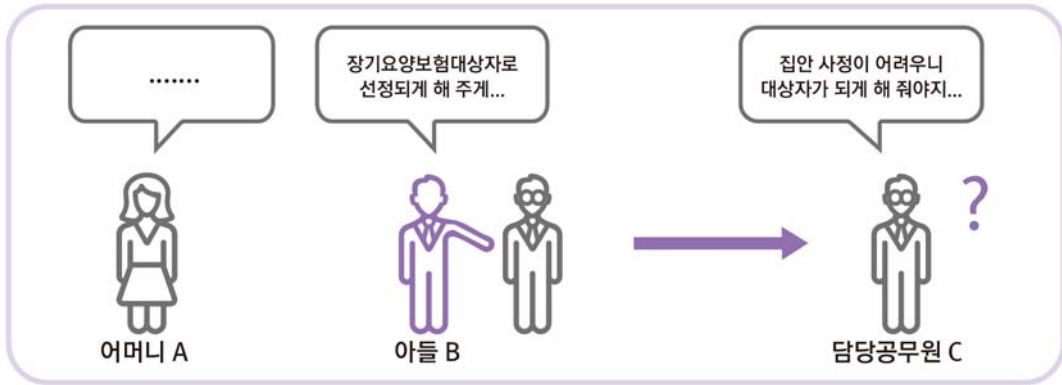 .......
장기요양보험대상자로
선정되게 해 주게...
집안 사정이 어려우니
대상자가 되게 해 줘야지...
?
어머니 A
아들 B
담당공무원 C